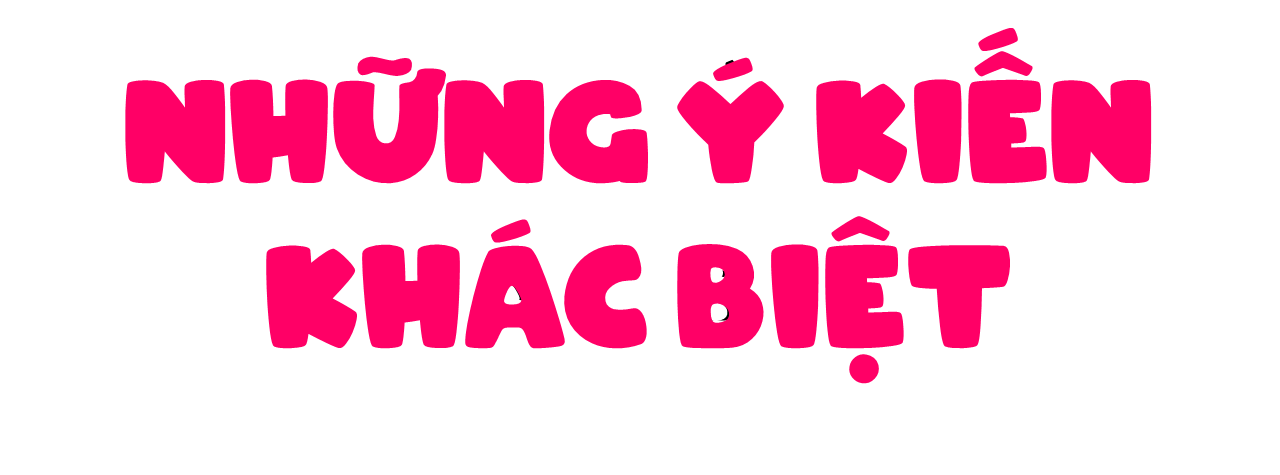 NHỮNG Ý KIẾN
KHÁC BIỆT